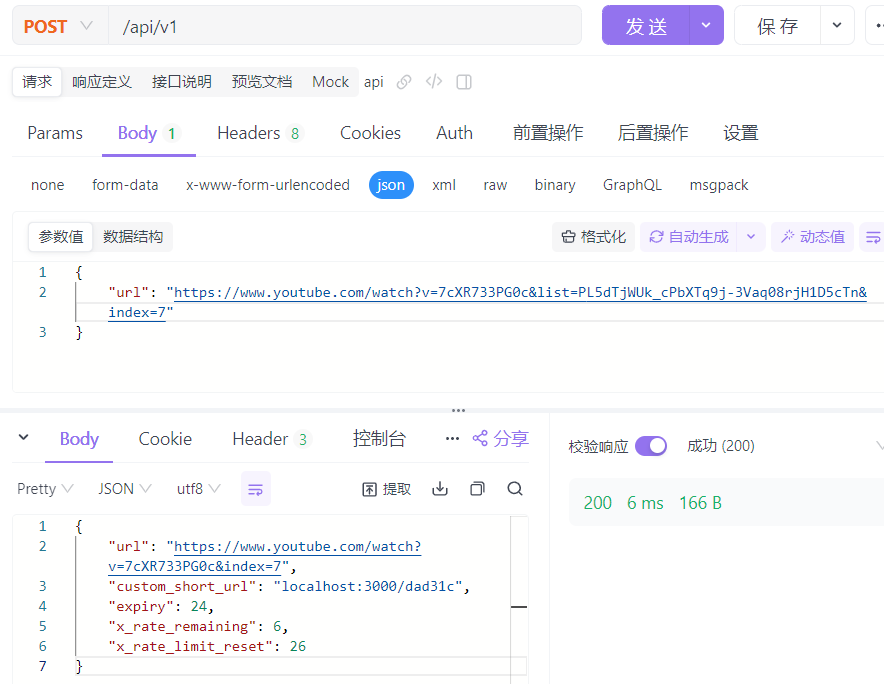 POST /api/v1 发 送 保 存
请求 响应定义 接口说明 预览文档 Mock api
Params Body 1 Headers 8 Cookies Auth 前置操作 后置操作 设置
none form-data x-www-form-urlencoded json xml raw binary GraphQL msgpack
参数值 数据结构 格式化 自动生成 动态值
1 {
2 "url": "https://www.youtube.com/watch?v=7cXR733PG0c&list=PL5dTjWUk_cPbXTq9j-3Vaq08rjH1D5cTn&
index=7"
3 }
Body Cookie Header 3 控制台 分享
校验响应 成功 (200)
Pretty JSON utf8 提取
200 6 ms 166 B
1 {
2 "url": "https://www.youtube.com/watch?
v=7cXR733PG0c&index=7",
3 "custom_short_url": "localhost:3000/dad31c",
4 "expiry": 24,
5 "x_rate_remaining": 6,
6 "x_rate_limit_reset": 26
7 }